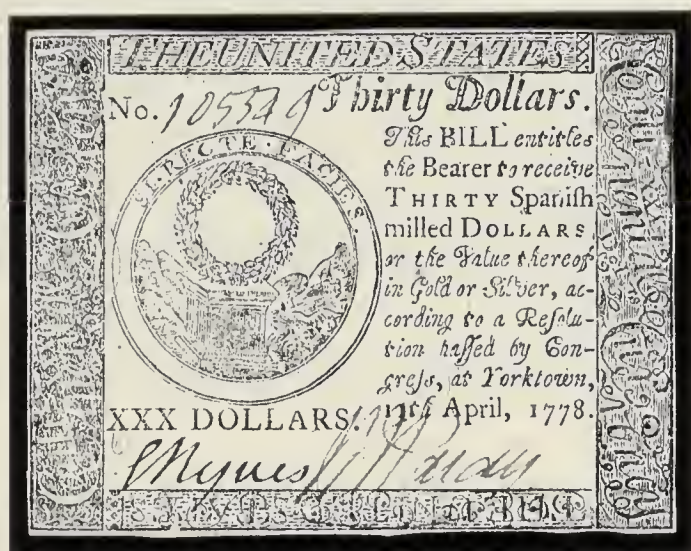 THE UNITED STATES
No. 105349 Thirty Dollars.
SI·RECTE·FACIES.
This BILL entitles
the Bearer to receive
THIRTY Spanish
milled DOLLARS
or the Value thereof
in Gold or Silver, ac-
cording to a Resolu-
tion passed by Con-
gress, at Yorktown,
11th April, 1778.
XXX DOLLARS.